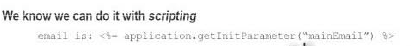 We know we can do it with scripting
email is: <%= application.getInitParameter("mainEmail") %>